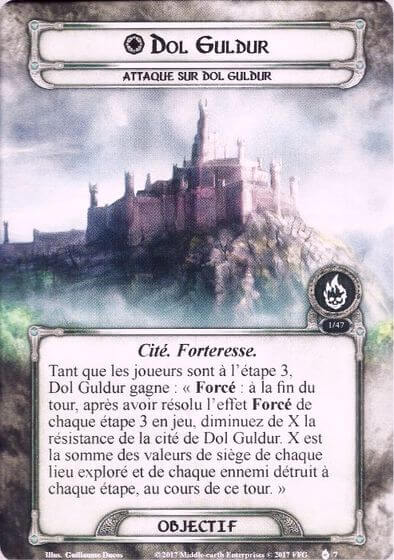 Dol Guldur
Attaque sur Dol Guldur
1/47
Cité. Forteresse.
Tant que les joueurs sont à l'étape 3,
Dol Guldur gagne : « Forcé : à la fin du
tour, après avoir résolu l'effet Forcé de
chaque étape 3 en jeu, diminuez de X la
résistance de la cité de Dol Guldur. X est
la somme des valeurs de siège de chaque
lieu exploré et de chaque ennemi détruit à
chaque étape, au cours de ce tour. »
Objectif
Illus. Guillaume Ducos © 2017 Middle-earth Enterprises © 2017 FFG 7